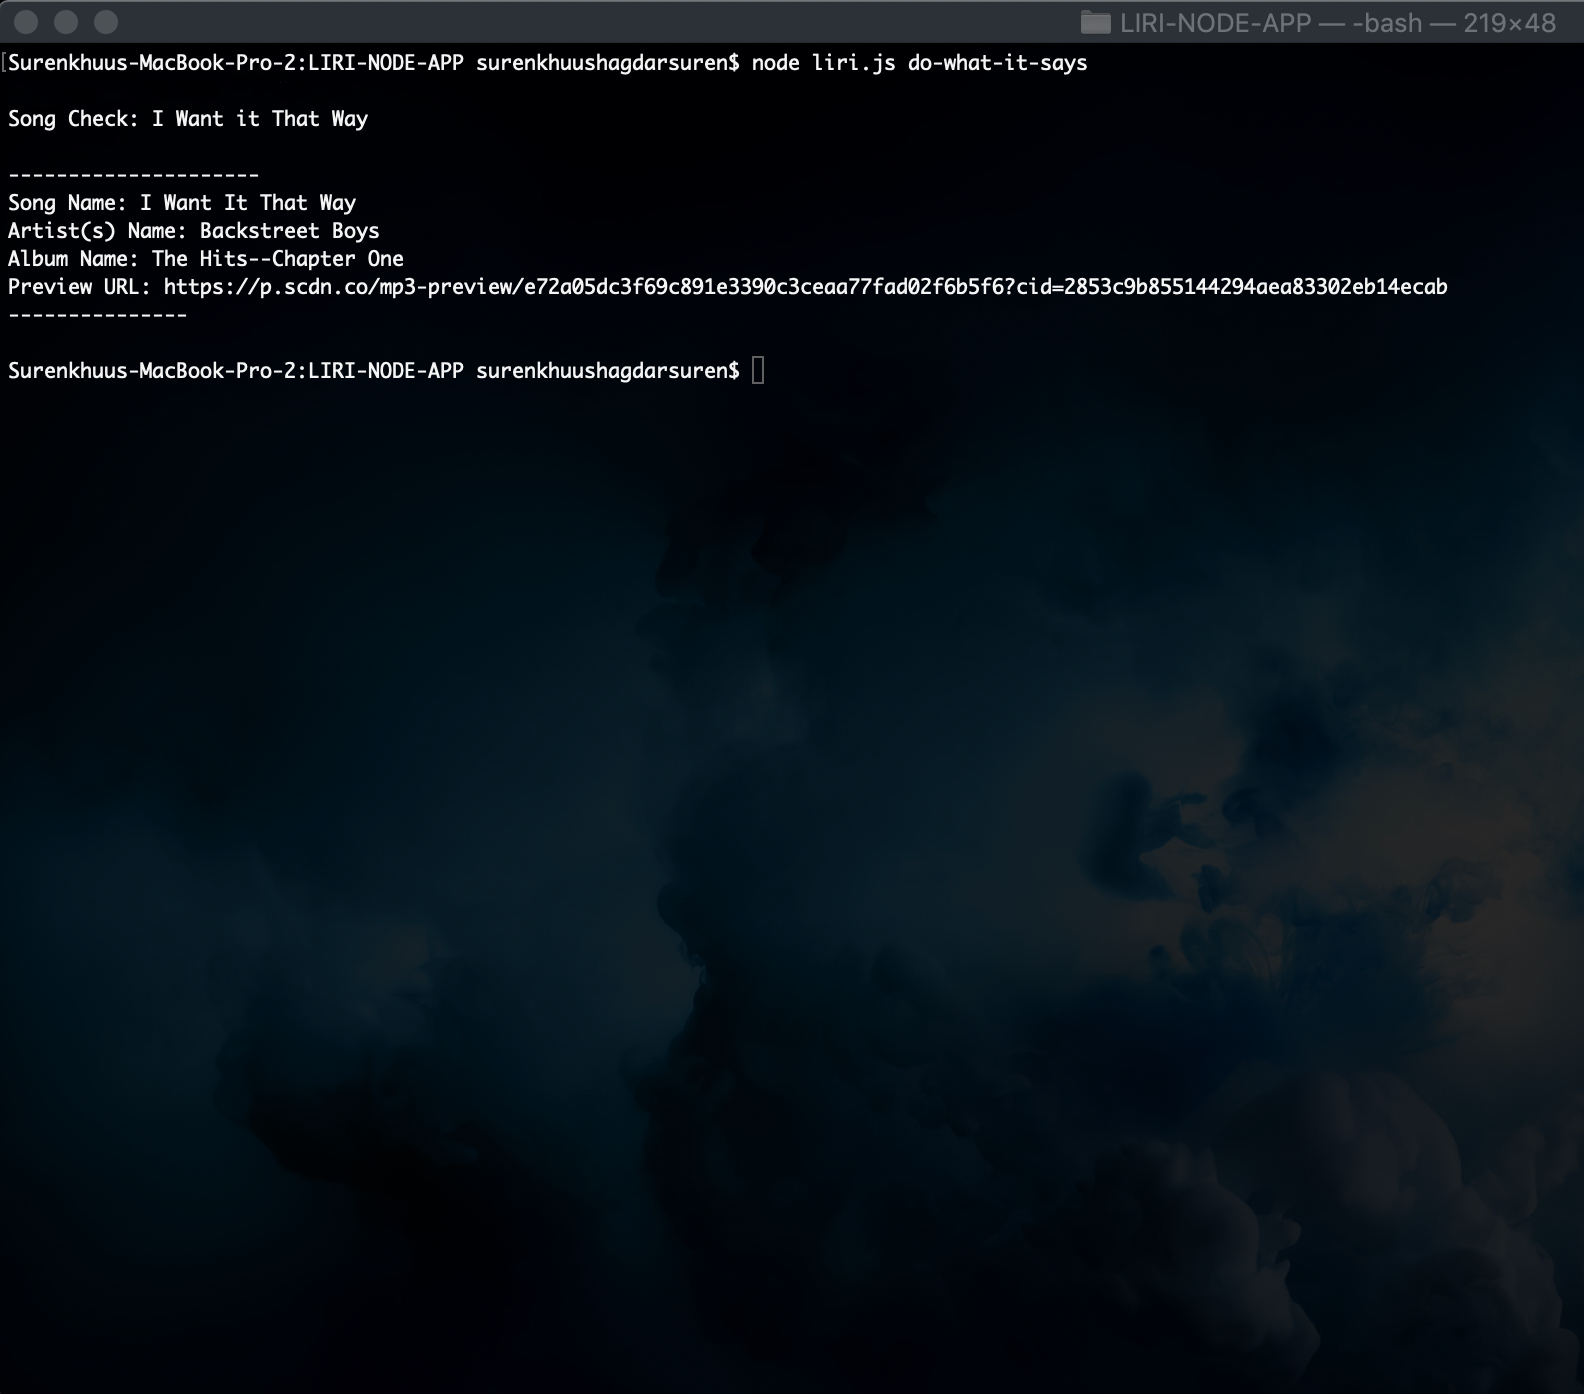 LIRI-NODE-APP — -bash — 219×48
Surenkhuus-MacBook-Pro-2:LIRI-NODE-APP surenkhuushagdarsuren$ node liri.js do-what-it-says
Song Check: I Want it That Way
---------------------
Song Name: I Want It That Way
Artist(s) Name: Backstreet Boys
Album Name: The Hits--Chapter One
Preview URL: https://p.scdn.co/mp3-preview/e72a05dc3f69c891e3390c3ceaa77fad02f6b5f6?cid=2853c9b855144294aea83302eb14ecab
---------------
Surenkhuus-MacBook-Pro-2:LIRI-NODE-APP surenkhuushagdarsuren$